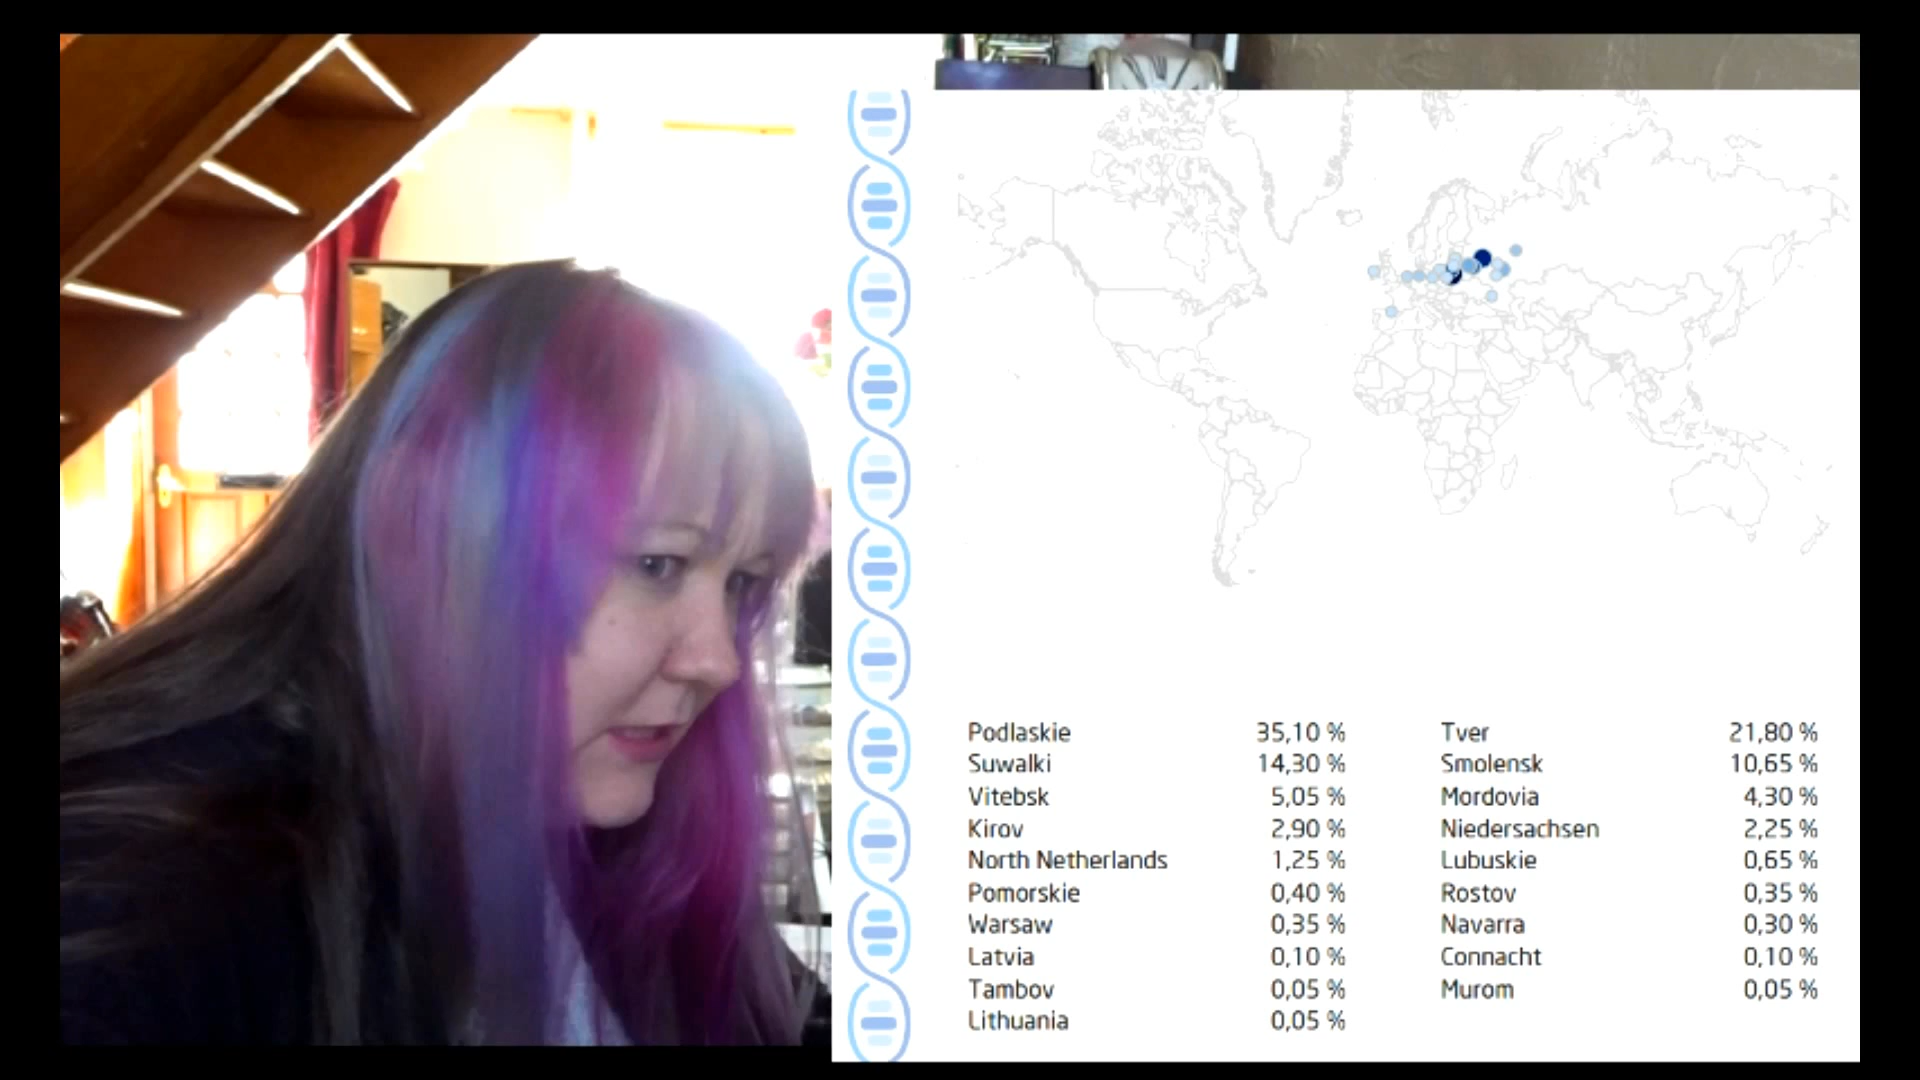 Podlaskie 35,10 % Tver 21,80 %
Suwalki 14,30 % Smolensk 10,65 %
Vitebsk 5,05 % Mordovia 4,30 %
Kirov 2,90 % Niedersachsen 2,25 %
North Netherlands 1,25 % Lubuskie 0,65 %
Pomorskie 0,40 % Rostov 0,35 %
Warsaw 0,35 % Navarra 0,30 %
Latvia 0,10 % Connacht 0,10 %
Tambov 0,05 % Murom 0,05 %
Lithuania 0,05 %